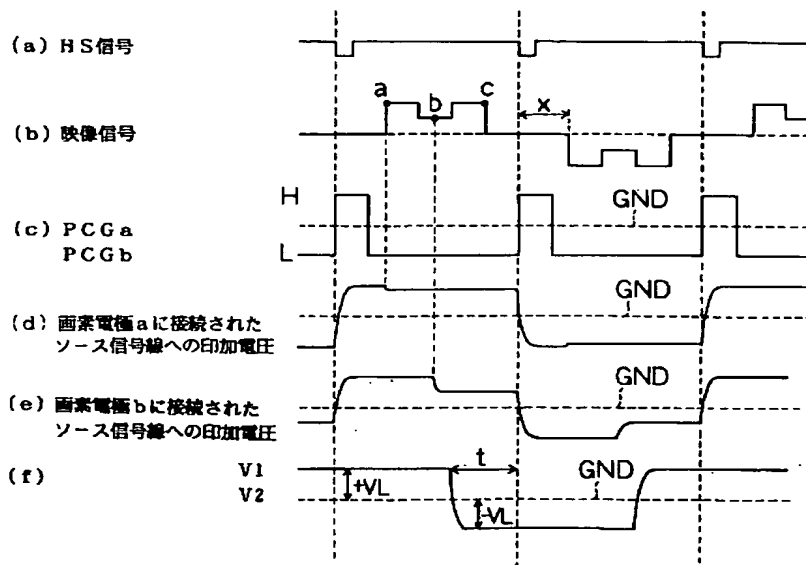 (a) HS信号
a b c x
(b) 映像信号
H
GND
(c) PCGa
PCGb L
GND
(d) 画素電極aに接続された
ソース信号線への印加電圧
GND
(e) 画素電極bに接続された
ソース信号線への印加電圧
(f) V1 t GND
V2 +VL
-VL
t